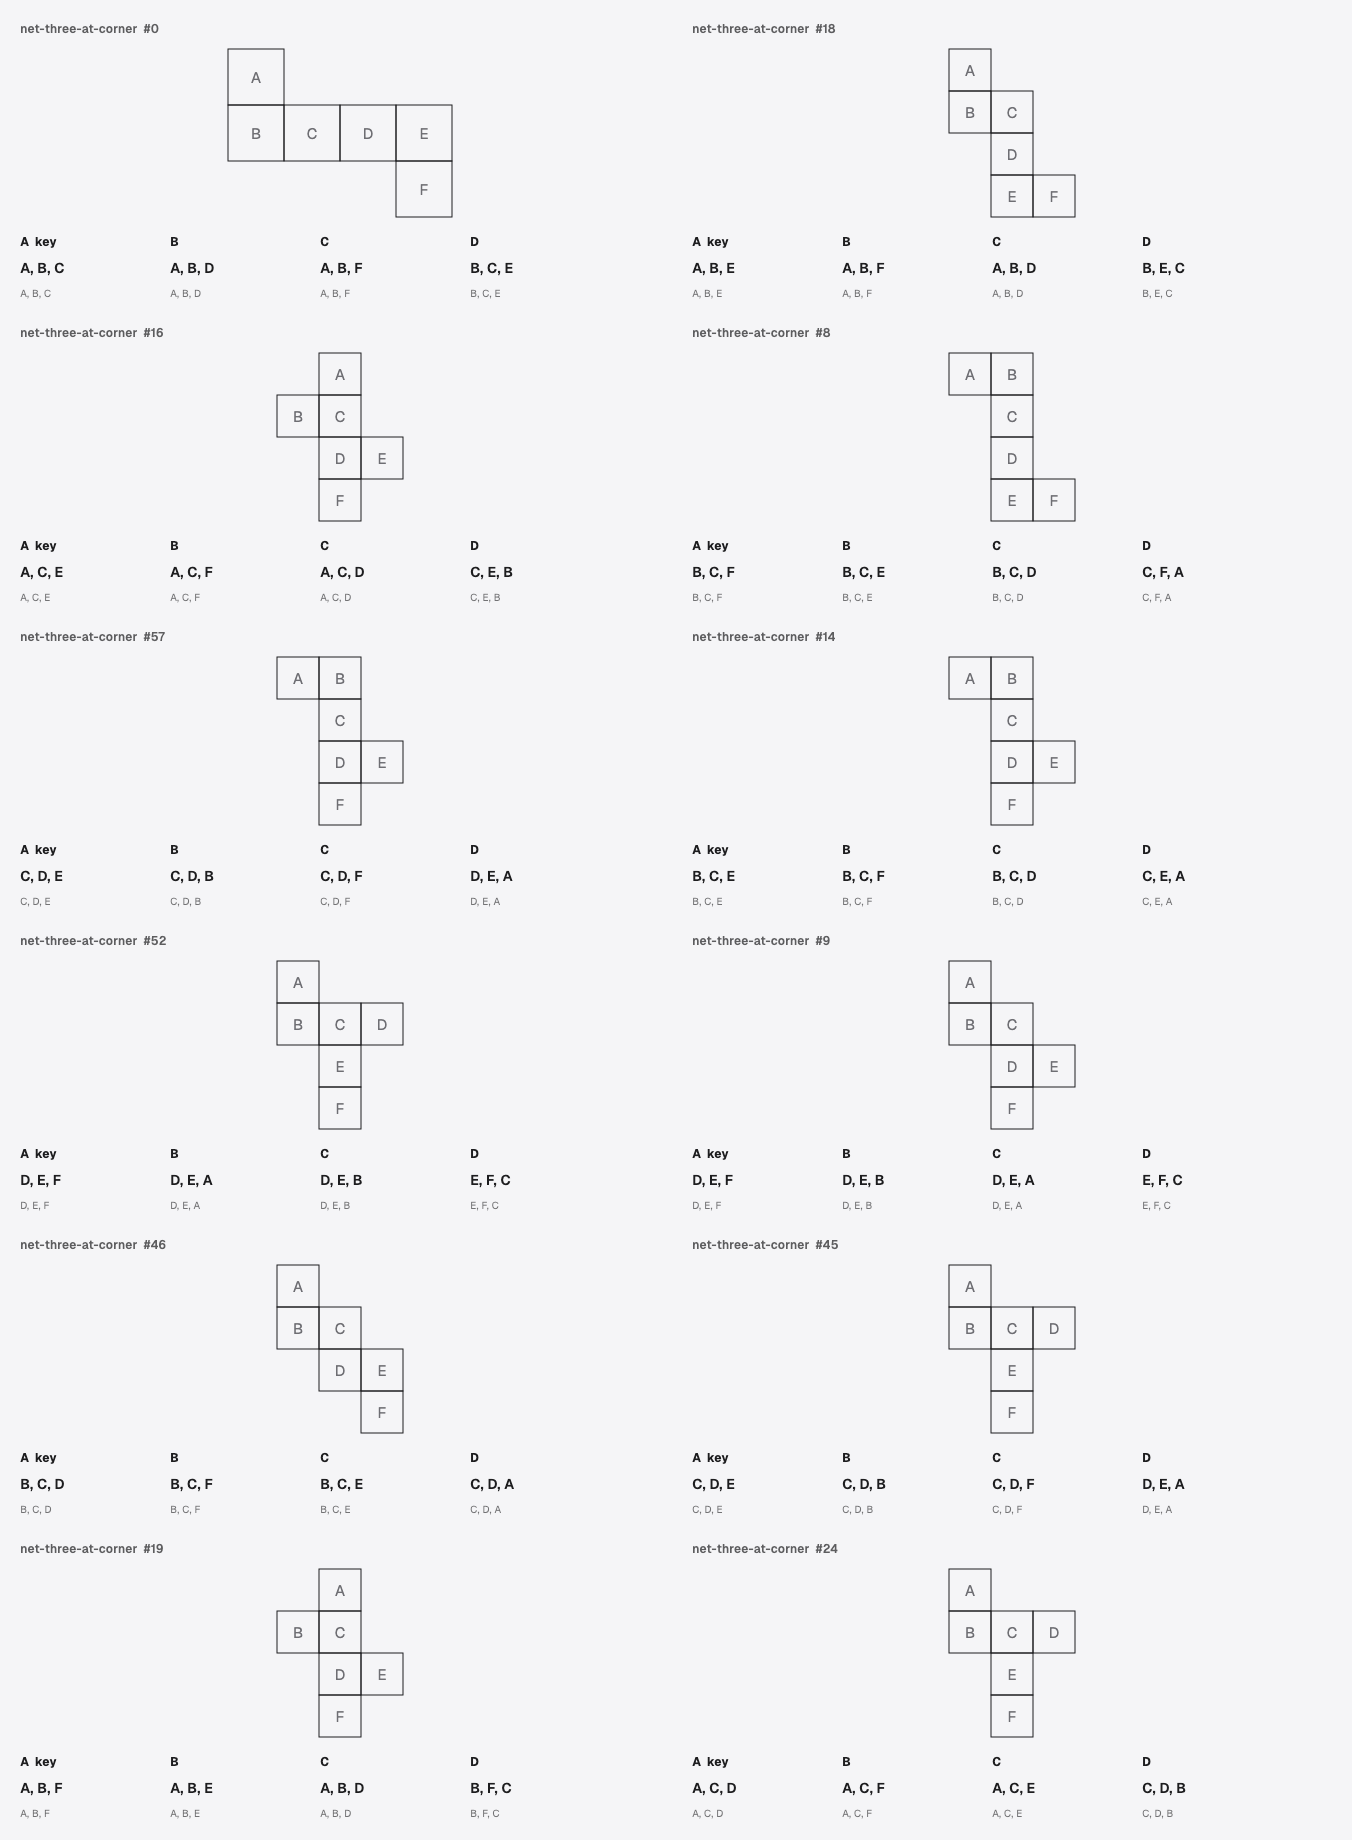 net-three-at-corner #0
A
B C D E
F
A key B C D
A, B, C A, B, D A, B, F B, C, E
A, B, C A, B, D A, B, F B, C, E
net-three-at-corner #18
A
B C
D
E F
A key B C D
A, B, E A, B, F A, B, D B, E, C
A, B, E A, B, F A, B, D B, E, C
net-three-at-corner #16
A
B C
D E
F
A key B C D
A, C, E A, C, F A, C, D C, E, B
A, C, E A, C, F A, C, D C, E, B
net-three-at-corner #8
A B
C
D
E F
A key B C D
B, C, F B, C, E B, C, D C, F, A
B, C, F B, C, E B, C, D C, F, A
net-three-at-corner #57
A B
C
D E
F
A key B C D
C, D, E C, D, B C, D, F D, E, A
C, D, E C, D, B C, D, F D, E, A
net-three-at-corner #14
A B
C
D E
F
A key B C D
B, C, E B, C, F B, C, D C, E, A
B, C, E B, C, F B, C, D C, E, A
net-three-at-corner #52
A
B C D
E
F
A key B C D
D, E, F D, E, A D, E, B E, F, C
D, E, F D, E, A D, E, B E, F, C
net-three-at-corner #9
A
B C
D E
F
A key B C D
D, E, F D, E, B D, E, A E, F, C
D, E, F D, E, B D, E, A E, F, C
net-three-at-corner #46
A
B C
D E
F
A key B C D
B, C, D B, C, F B, C, E C, D, A
B, C, D B, C, F B, C, E C, D, A
net-three-at-corner #45
A
B C D
E
F
A key B C D
C, D, E C, D, B C, D, F D, E, A
C, D, E C, D, B C, D, F D, E, A
net-three-at-corner #19
A
B C
D E
F
A key B C D
A, B, F A, B, E A, B, D B, F, C
A, B, F A, B, E A, B, D B, F, C
net-three-at-corner #24
A
B C D
E
F
A key B C D
A, C, D A, C, F A, C, E C, D, B
A, C, D A, C, F A, C, E C, D, B